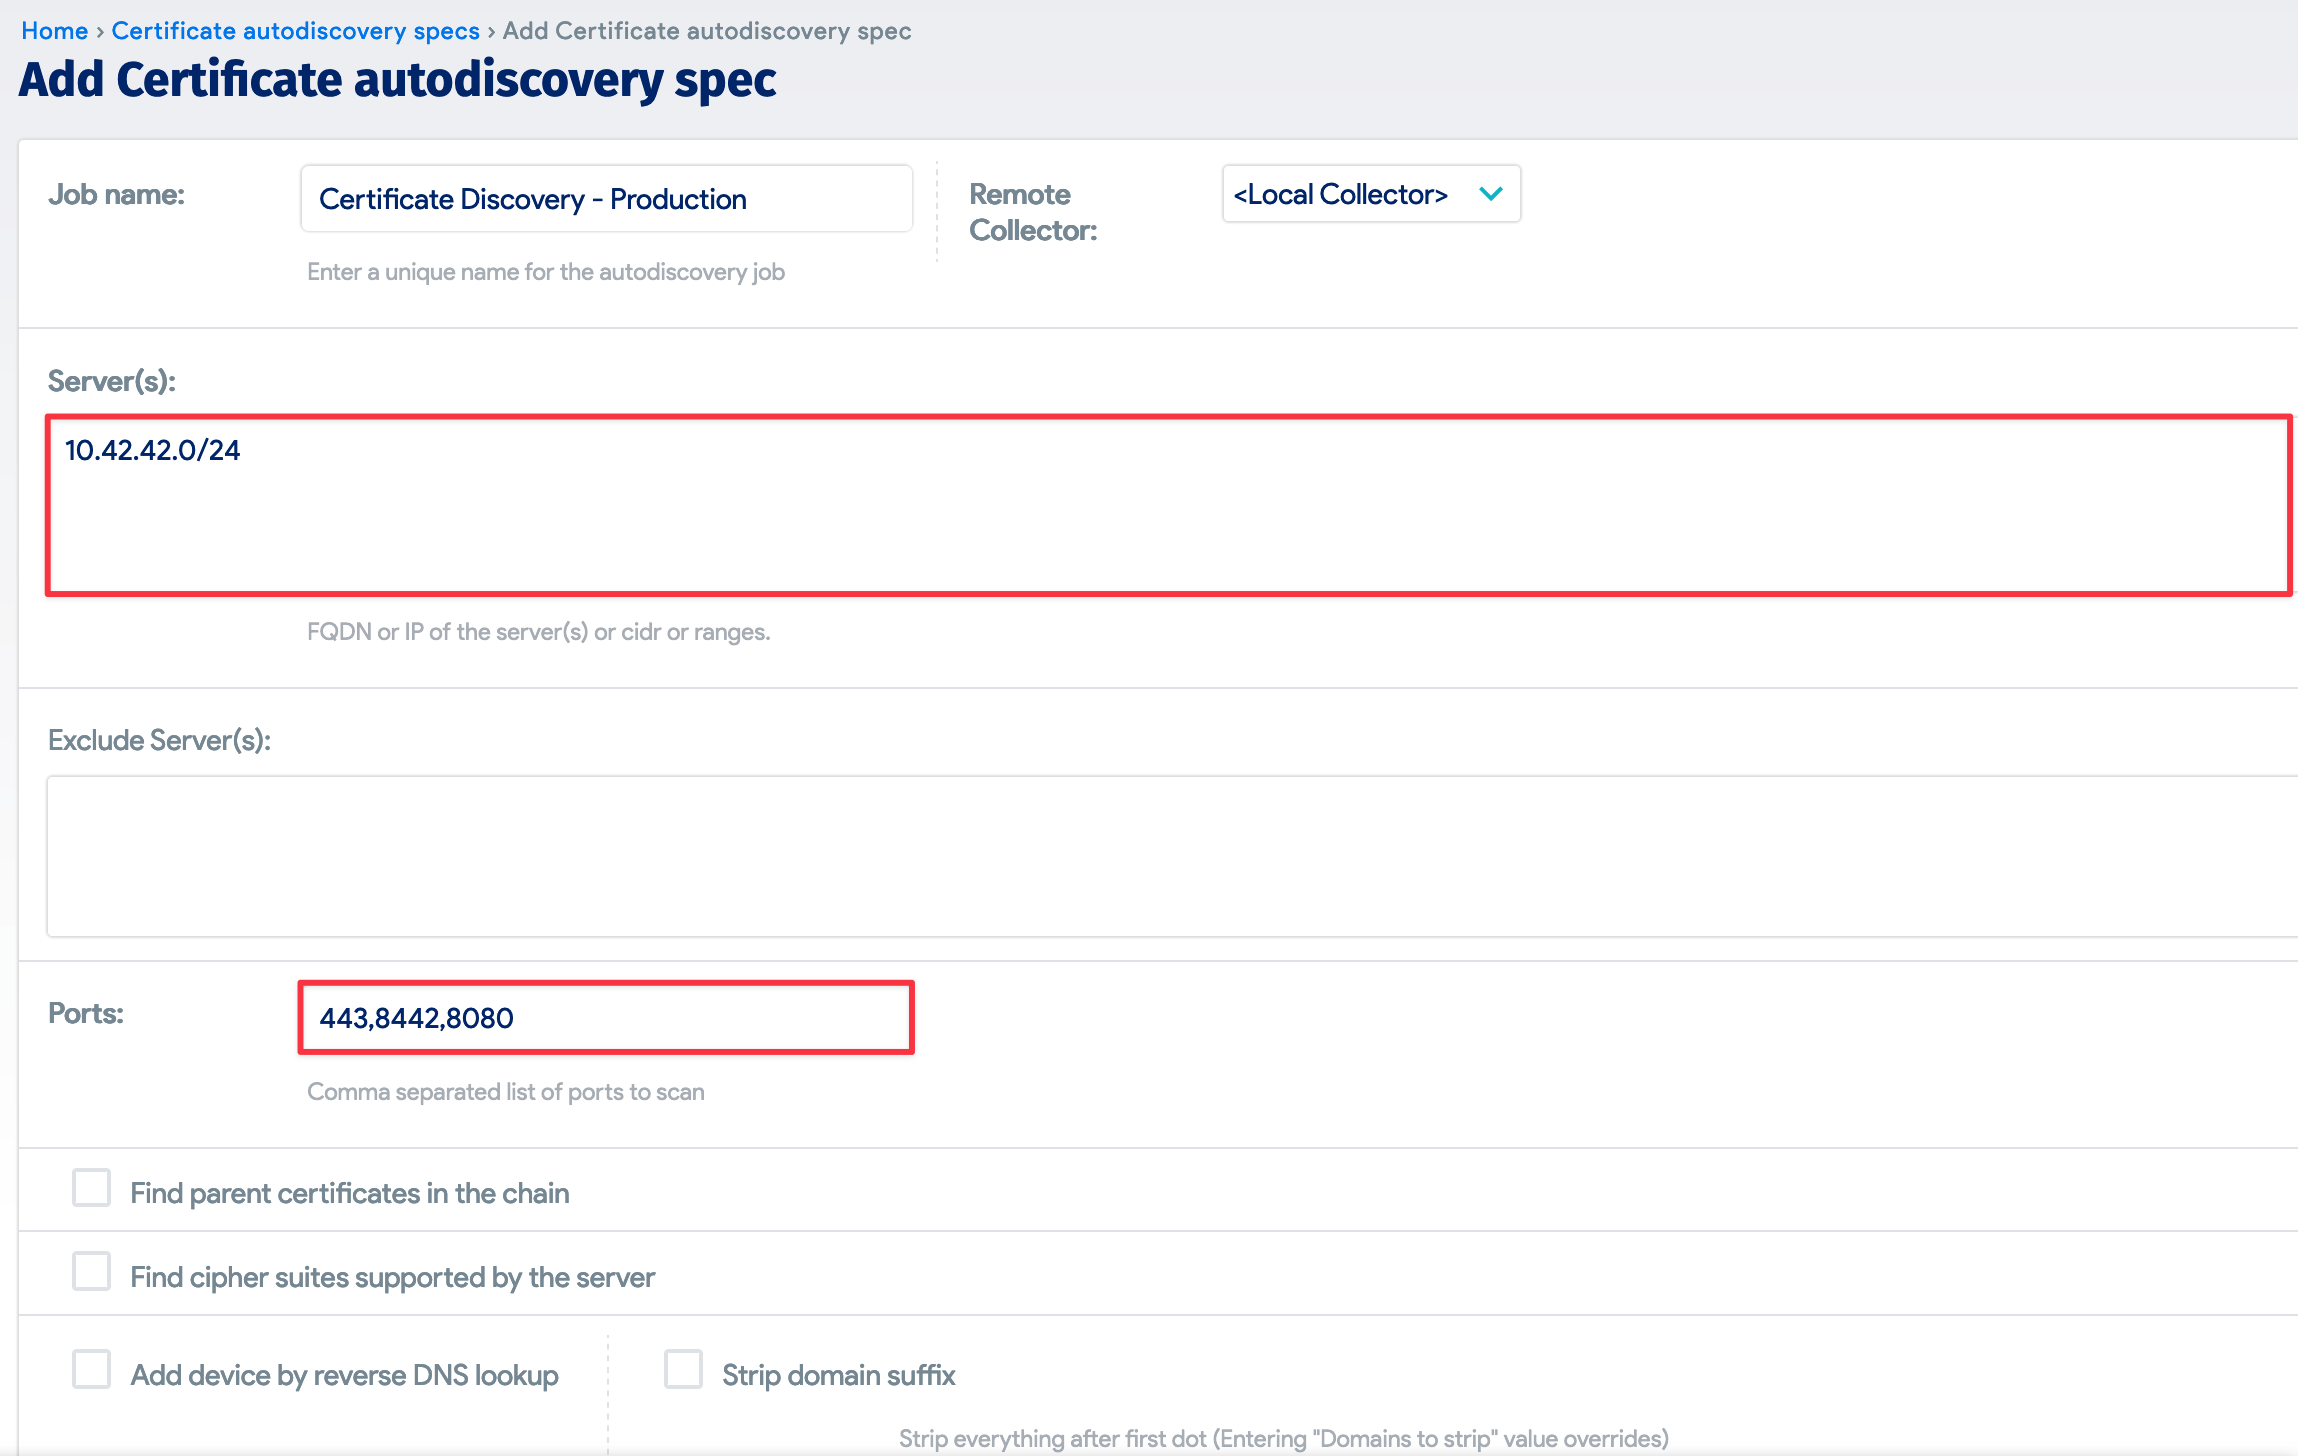 Home › Certificate autodiscovery specs › Add Certificate autodiscovery spec
Add Certificate autodiscovery spec
Job name:
Certificate Discovery - Production
Enter a unique name for the autodiscovery job
Remote
Collector:
<Local Collector>
Server(s):
10.42.42.0/24
FQDN or IP of the server(s) or cidr or ranges.
Exclude Server(s):
Ports:
443,8442,8080
Comma separated list of ports to scan
Find parent certificates in the chain
Find cipher suites supported by the server
Add device by reverse DNS lookup
Strip domain suffix
Strip everything after first dot (Entering "Domains to strip" value overrides)